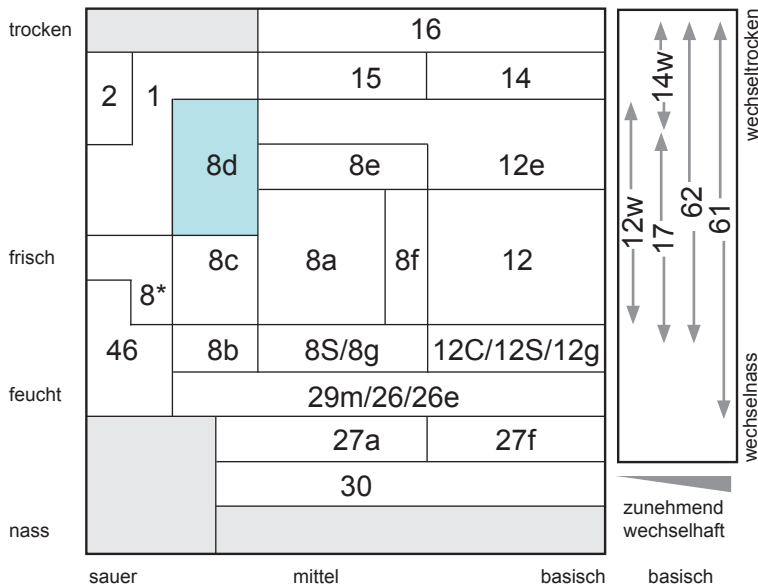 trocken
16
15
14
2
1
8d
8e
12e
frisch
8c
8a
8f
12
8*
46
8b
8S/8g
12C/12S/12g
feucht
29m/26/26e
27a
27f
30
nass
sauer
mittel
basisch
wechseltrocken
14w
12w
17
62
61
wechselnass
zunehmend
wechselhaft
basisch